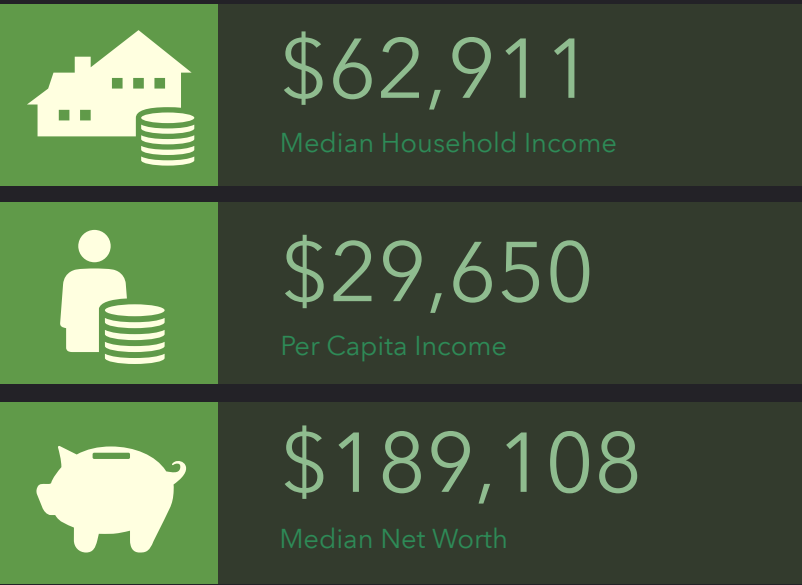 $62,911
Median Household Income
$29,650
Per Capita Income
$189,108
Median Net Worth